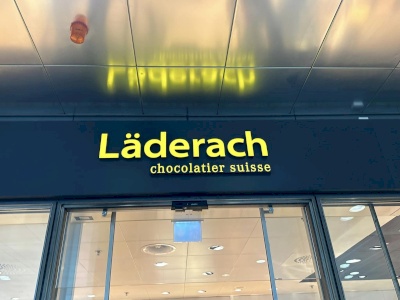 Läderach
chocolatier suisse